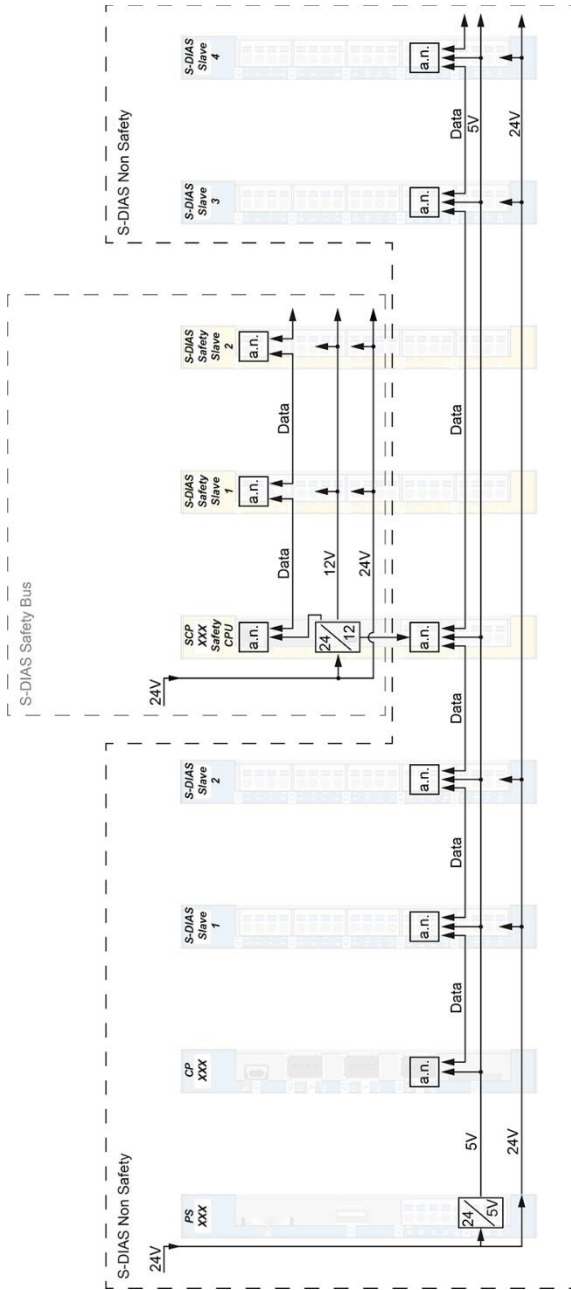 S-DIAS Safety Bus
S-DIAS Non Safety
S-DIAS Non Safety
24V
24V
PS
XXX
CP
XXX
S-DIAS
Slave
1
S-DIAS
Slave
2
SCP
XXX
Safety
CPU
S-DIAS
Safety
Slave
1
S-DIAS
Safety
Slave
2
S-DIAS
Slave
3
S-DIAS
Slave
4
a.n.
Data
a.n.
Data
a.n.
24
12
12V
24V
a.n.
Data
a.n.
Data
a.n.
Data
a.n.
Data
a.n.
Data
a.n.
24
5V
5V
5V
24V
24V